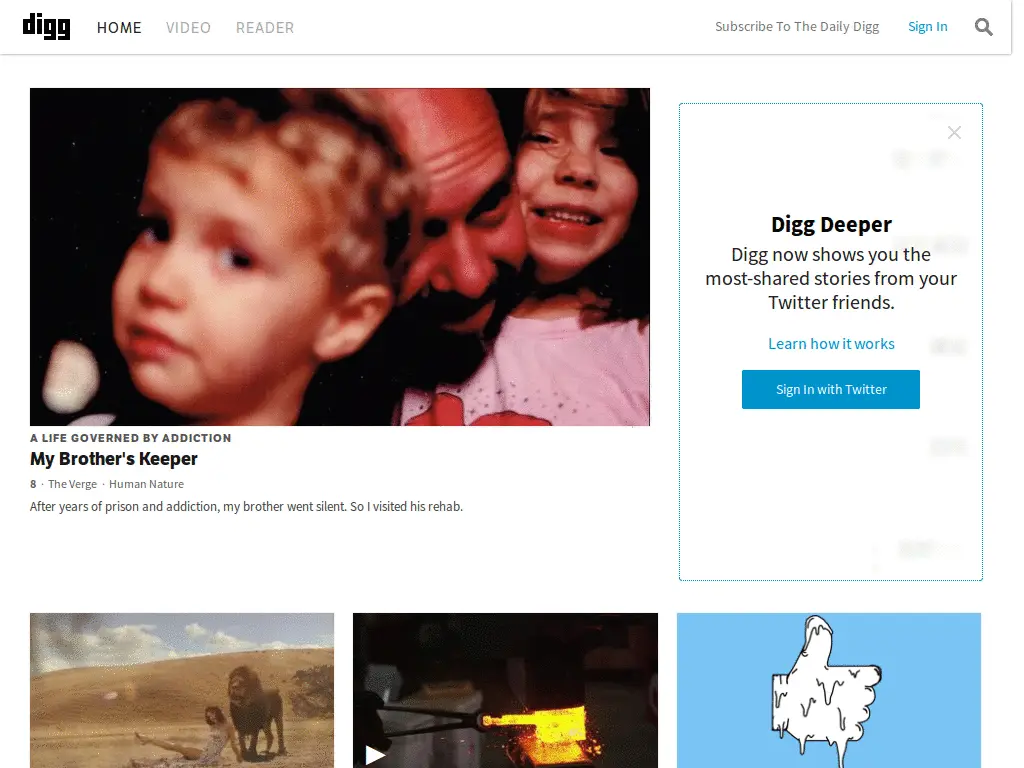 digg HOME VIDEO READER Subscribe To The Daily Digg Sign In
Digg Deeper
Digg now shows you the
most-shared stories from your
Twitter friends.
Learn how it works
Sign In with Twitter
A LIFE GOVERNED BY ADDICTION
My Brother's Keeper
8 · The Verge · Human Nature
After years of prison and addiction, my brother went silent. So I visited his rehab.